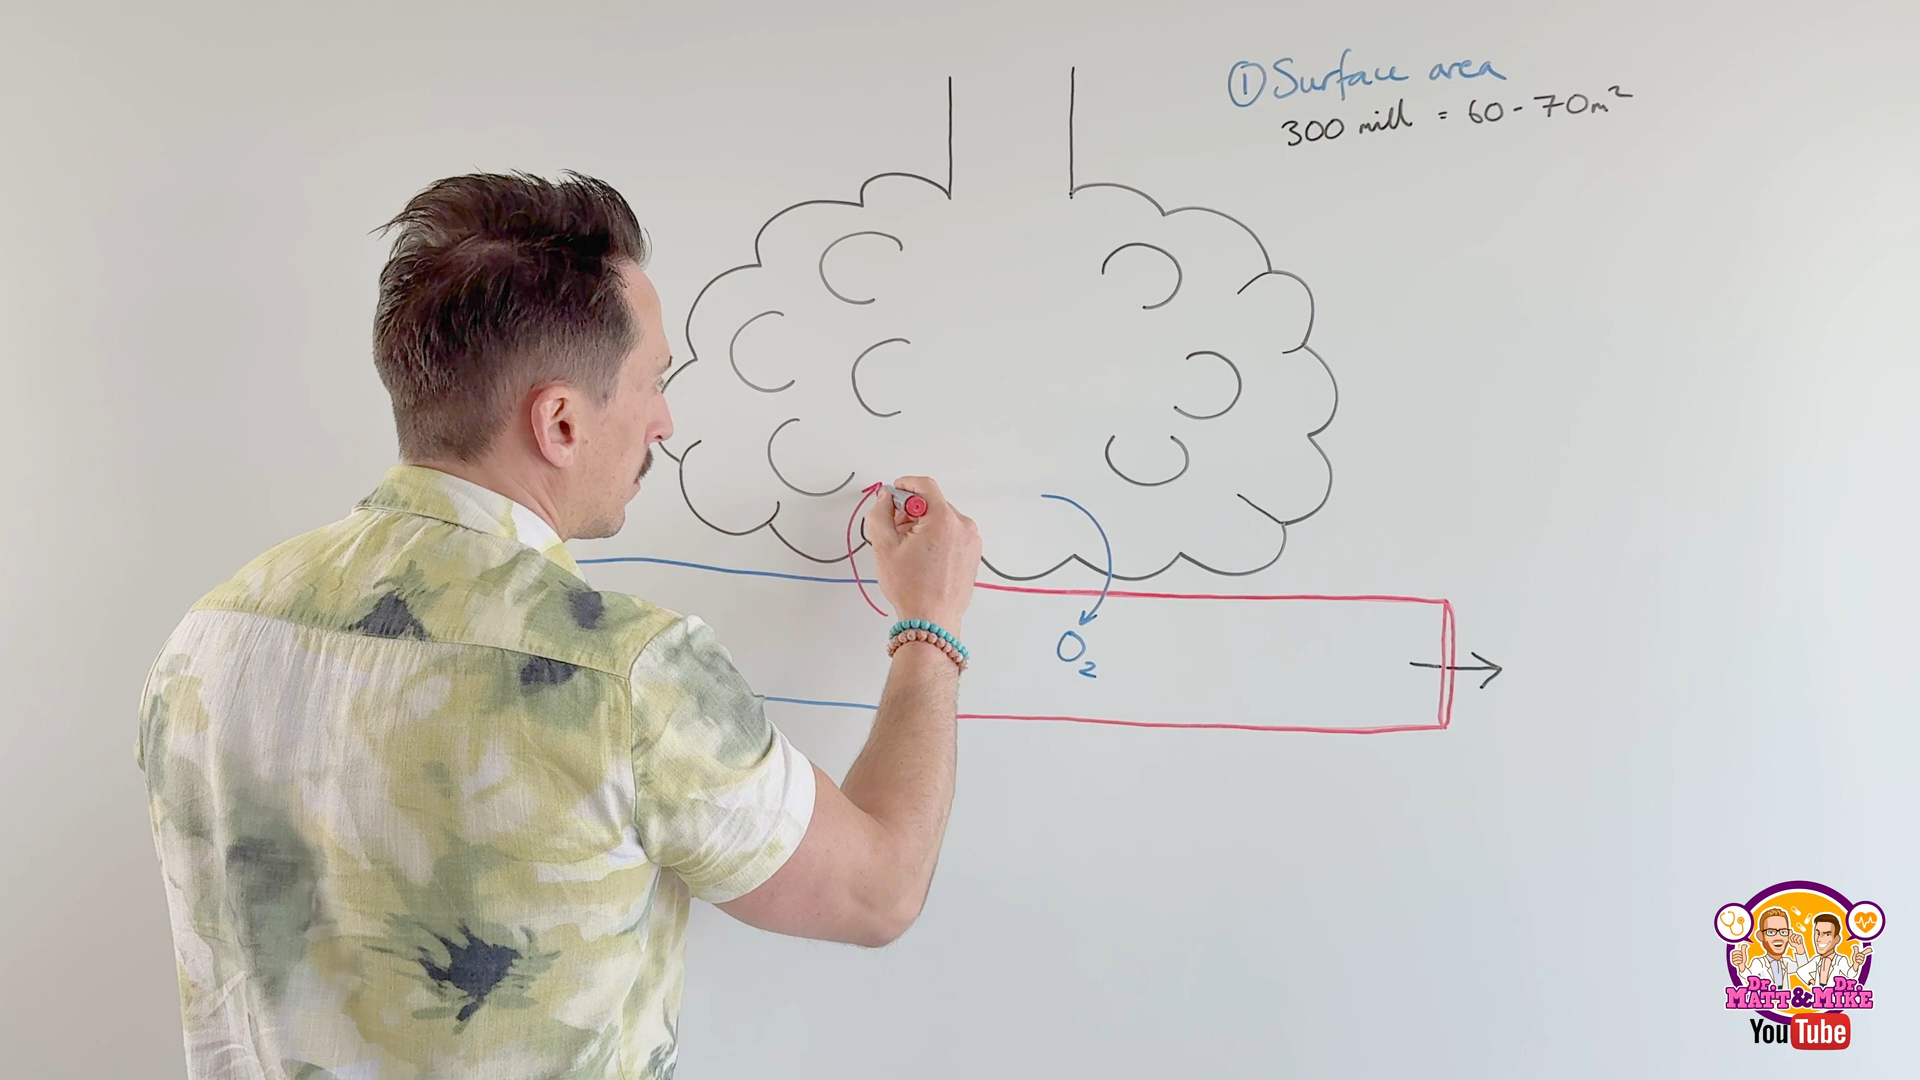 ① Surface area
300 mill = 60 - 70m²
O₂
Dr. Dr.
MATT & MIKE
YouTube